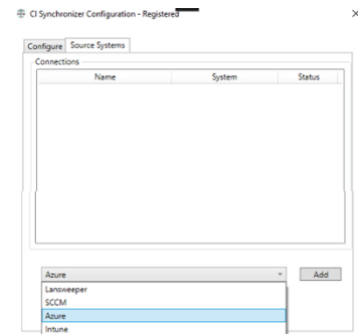 CI Synchronizer Configuration - Registered
Configure Source Systems
Connections
Name System Status
Azure Add
Lansweeper
SCCM
Azure
Intune